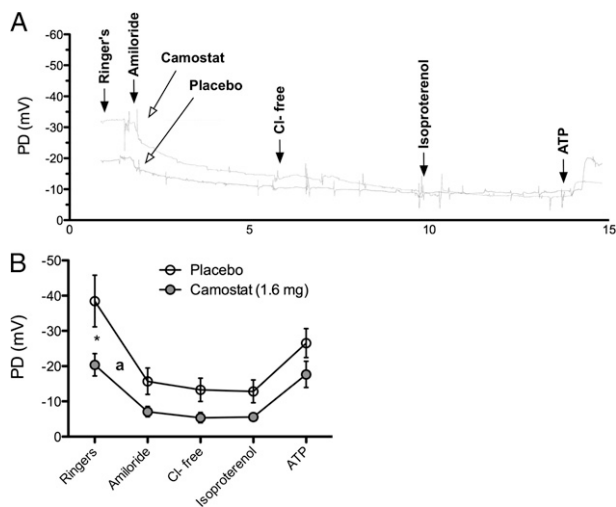 A
PD (mV)
-60
-50
-40
-30
-20
-10
0
0
5
10
15
Ringer's
Amiloride
Camostat
Placebo
Cl- free
Isoproterenol
ATP
B
PD (mV)
-50
-40
-30
-20
-10
0
Placebo
Camostat (1.6 mg)
*
a
Ringers
Amiloride
Cl- free
Isoproterenol
ATP